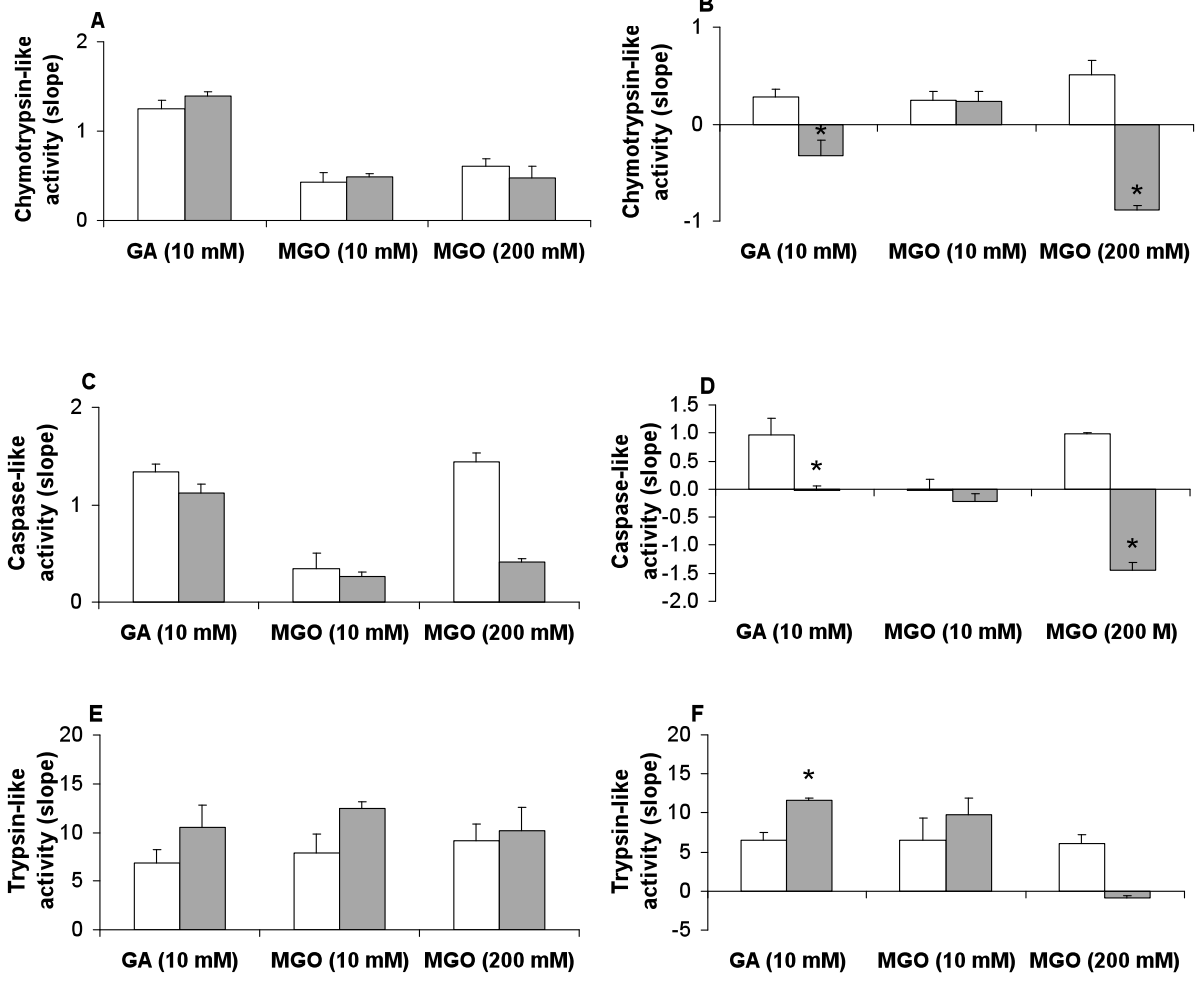 A
Chymotrypsin-like
activity (slope)
2
1
0
GA (10 mM)
MGO (10 mM)
MGO (200 mM)
B
Chymotrypsin-like
activity (slope)
1
0
-1
*
*
GA (10 mM)
MGO (10 mM)
MGO (200 mM)
C
Caspase-like
activity (slope)
2
1
0
GA (10 mM)
MGO (10 mM)
MGO (200 mM)
D
Caspase-like
activity (slope)
1.5
1.0
0.5
0.0
-0.5
-1.0
-1.5
-2.0
*
*
GA (10 mM)
MGO (10 mM)
MGO (200 M)
E
Trypsin-like
activity (slope)
20
15
10
5
0
GA (10 mM)
MGO (10 mM)
MGO (200 mM)
F
Trypsin-like
activity (slope)
20
15
10
5
0
-5
*
GA (10 mM)
MGO (10 mM)
MGO (200 mM)